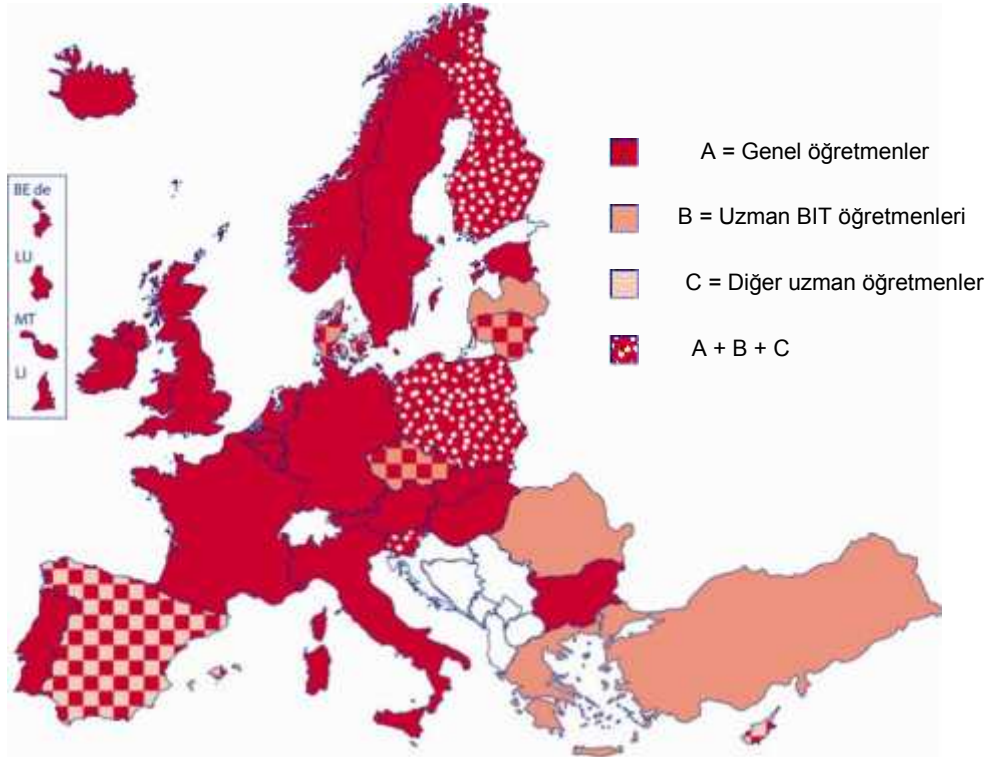 A = Genel öğretmenler
B = Uzman BIT öğretmenleri
C = Diğer uzman öğretmenler
A + B + C
BE de
LU
MT
LI